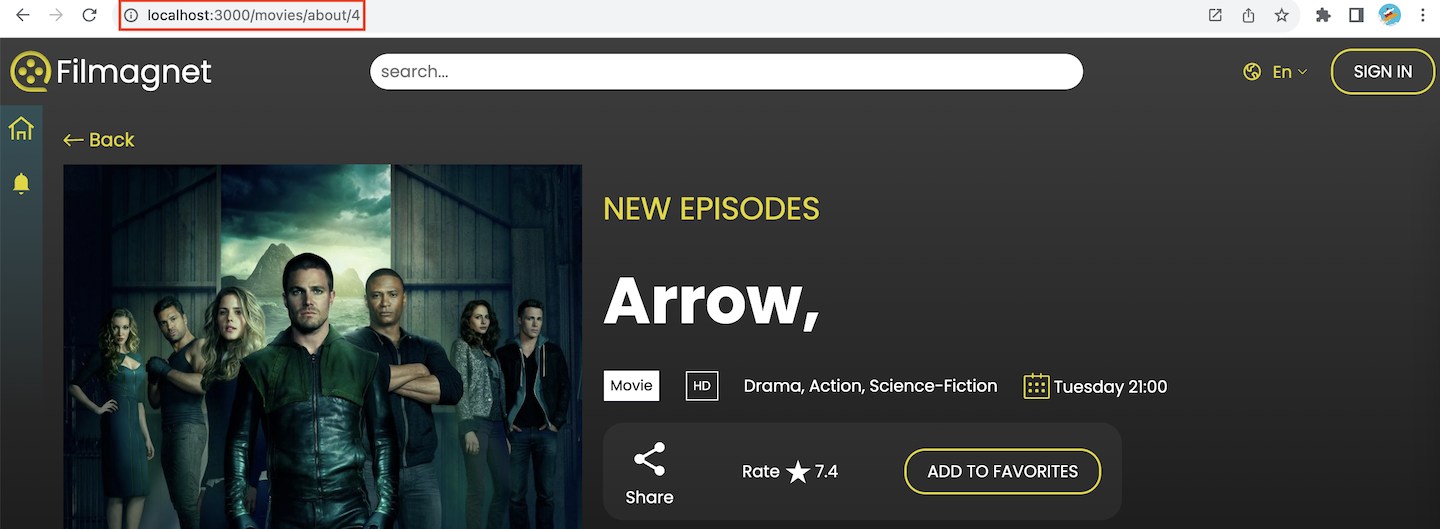 localhost:3000/movies/about/4
Filmagnet
search...
En
SIGN IN
Back
NEW EPISODES
Arrow,
Movie
HD
Drama, Action, Science-Fiction
Tuesday 21:00
Rate
7.4
ADD TO FAVORITES
Share